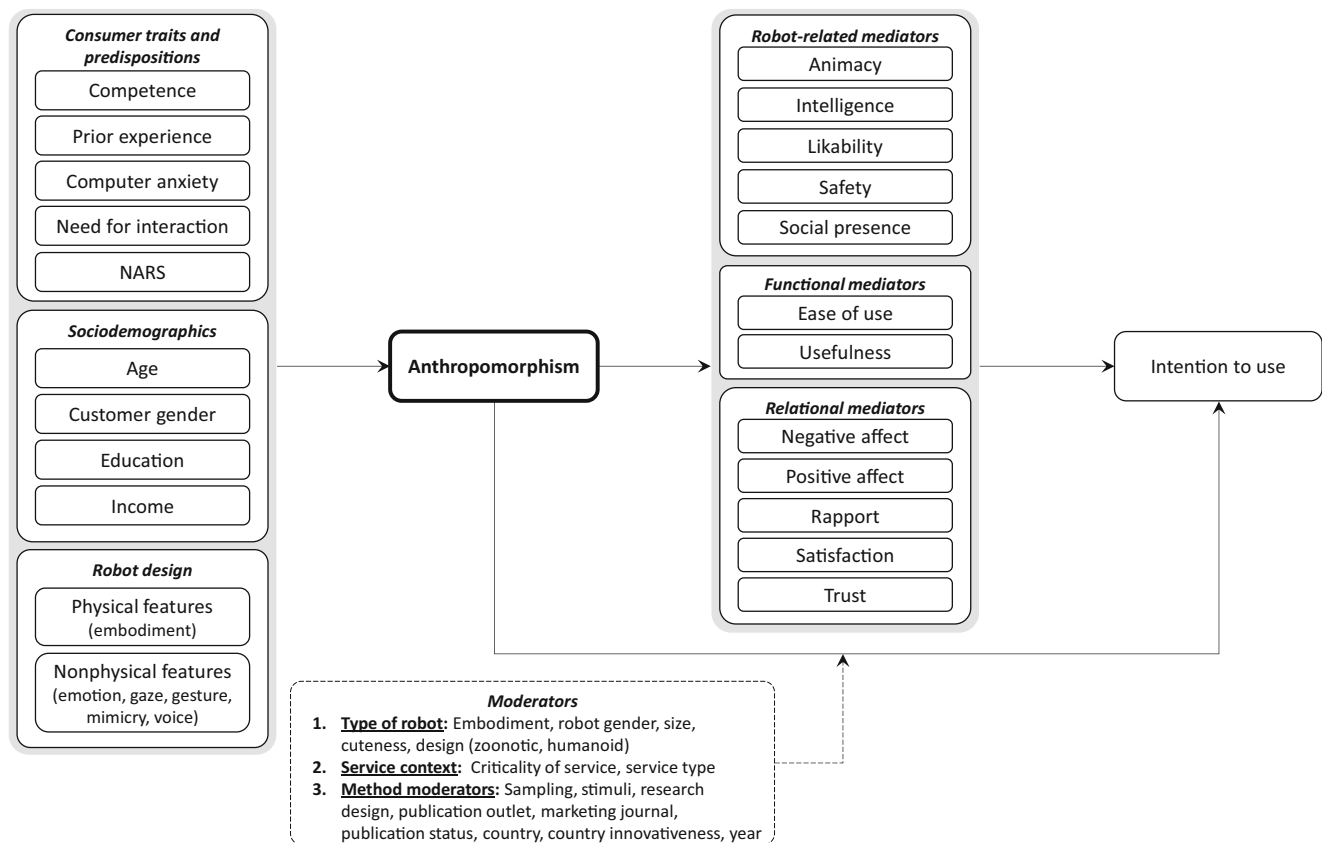 Consumer traits and
predispositions
Competence
Prior experience
Computer anxiety
Need for interaction
NARS
Sociodemographics
Age
Customer gender
Education
Income
Robot design
Physical features
(embodiment)
Nonphysical features
(emotion, gaze, gesture,
mimicry, voice)
Anthropomorphism
Robot-related mediators
Animacy
Intelligence
Likability
Safety
Social presence
Functional mediators
Ease of use
Usefulness
Relational mediators
Negative affect
Positive affect
Rapport
Satisfaction
Trust
Intention to use
Moderators
1. Type of robot: Embodiment, robot gender, size,
cuteness, design (zoonotic, humanoid)
2. Service context: Criticality of service, service type
3. Method moderators: Sampling, stimuli, research
design, publication outlet, marketing journal,
publication status, country, country innovativeness, year